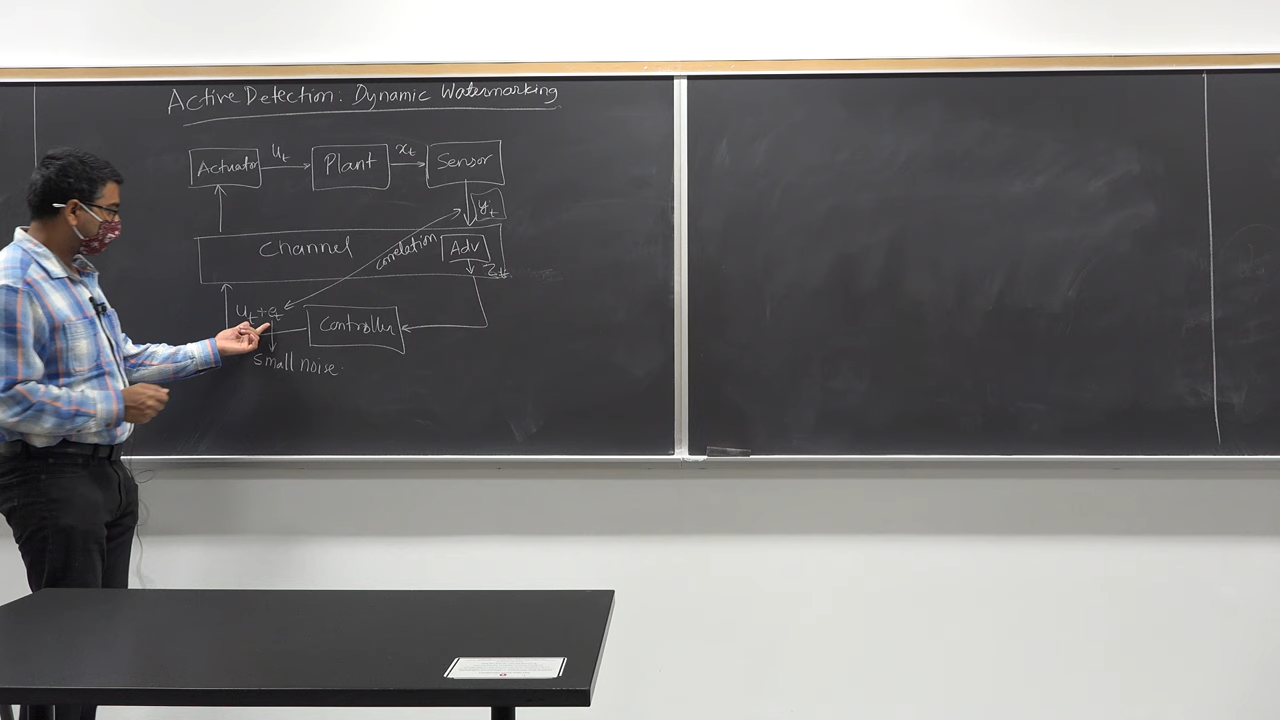 Active Detection: Dynamic Watermarking
Actuator
u_t
Plant
x_t
Sensor
y_t
Channel
correlation
Adv
z_t
u_t + e_t
Controller
small noise